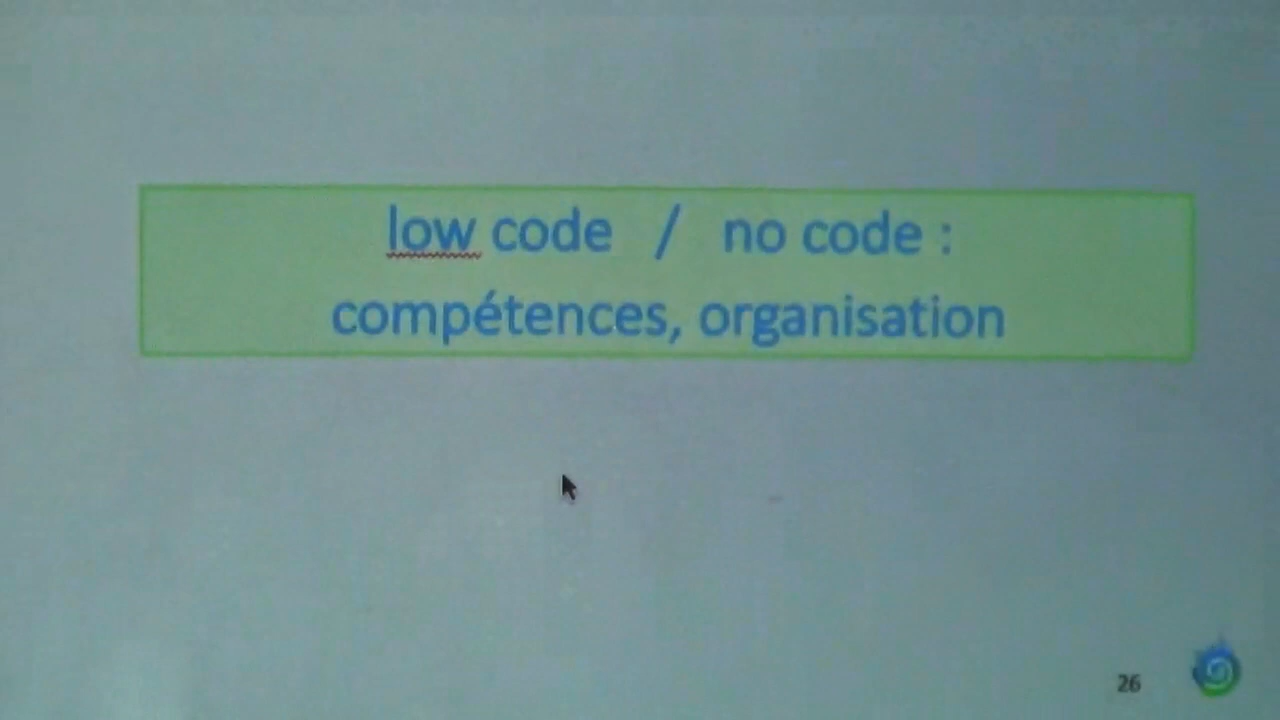 low code / no code :
compétences, organisation
26